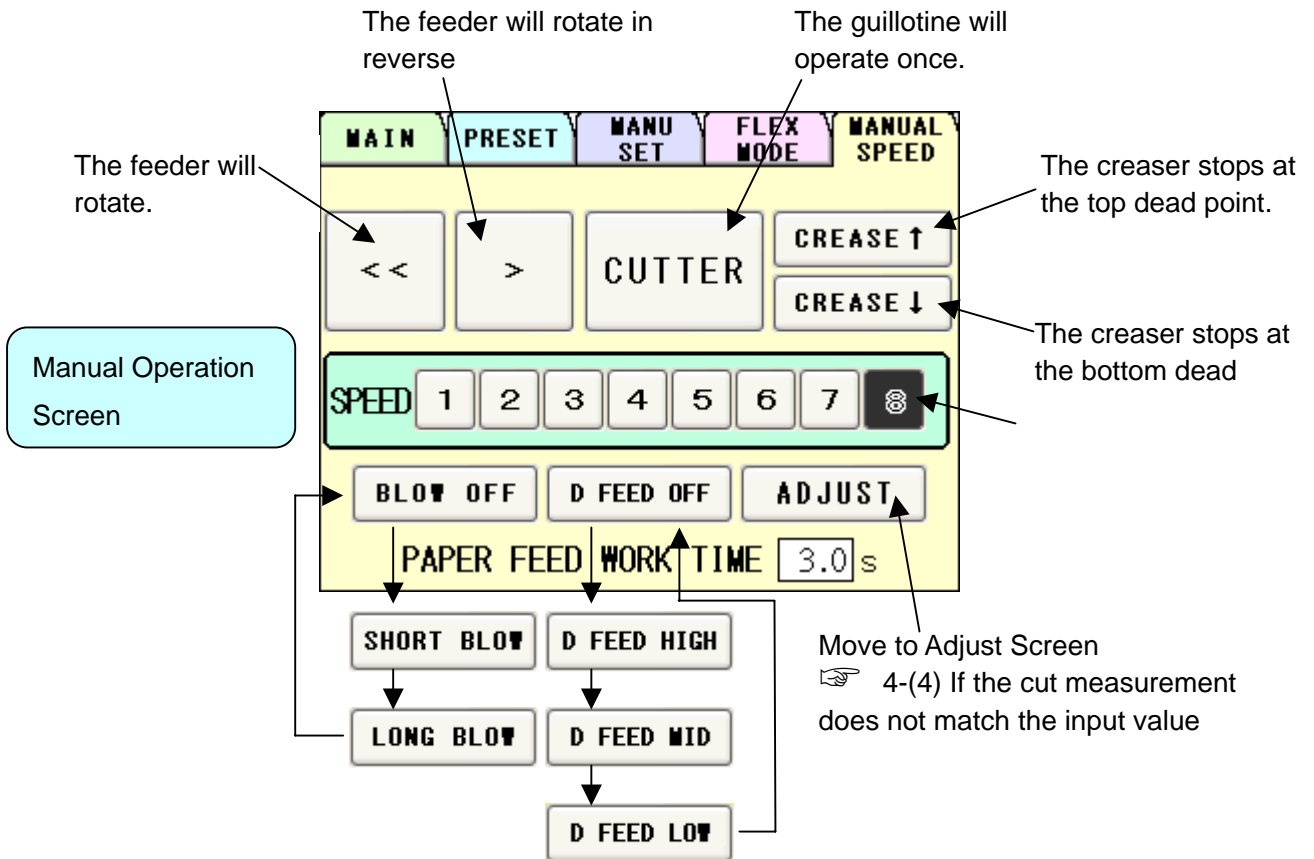 The feeder will rotate in
reverse
The guillotine will
operate once.
The feeder will
rotate.
MAIN
PRESET
MANU
SET
FLEX
MODE
MANUAL
SPEED
The creaser stops at
the top dead point.
<<
>
CUTTER
CREASE↑
CREASE↓
The creaser stops at
the bottom dead
Manual Operation
Screen
SPEED 1 2 3 4 5 6 7 8
BLOW OFF
D FEED OFF
ADJUST
PAPER FEED WORK TIME 3.0 s
SHORT BLOW
D FEED HIGH
LONG BLOW
D FEED MID
D FEED LOW
Move to Adjust Screen
☞ 4-(4) If the cut measurement
does not match the input value